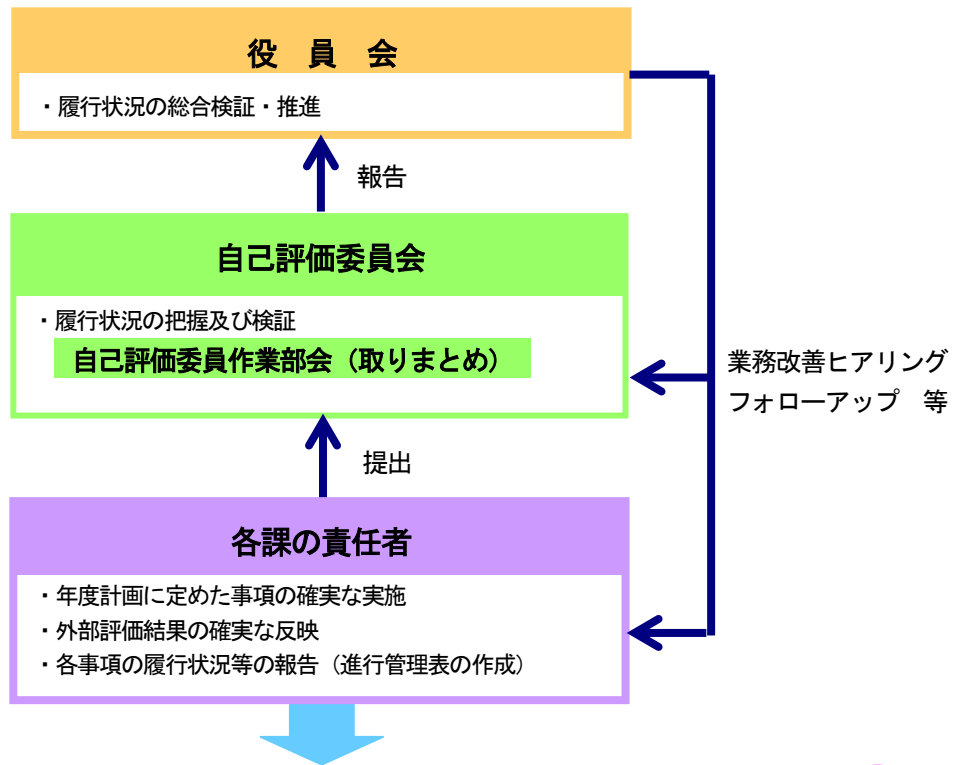 役 員 会
・履行状況の総合検証・推進
報告
自己評価委員会
・履行状況の把握及び検証
自己評価委員作業部会（取りまとめ）
業務改善ヒアリング
フォローアップ 等
提出
各課の責任者
・年度計画に定めた事項の確実な実施
・外部評価結果の確実な反映
・各事項の履行状況等の報告（進行管理表の作成）